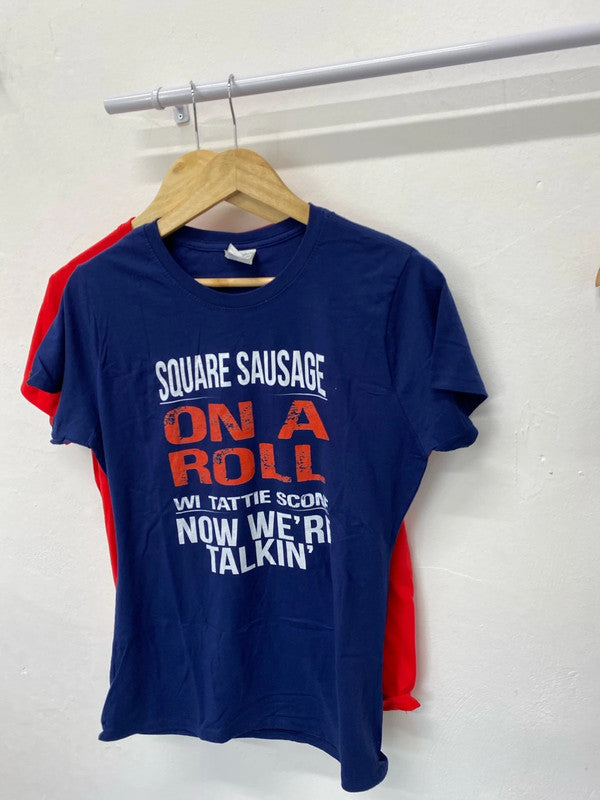 SQUARE SAUSAGE
ON A
ROLL
WI TATTIE SCONE
NOW WE'RE
TALKIN'